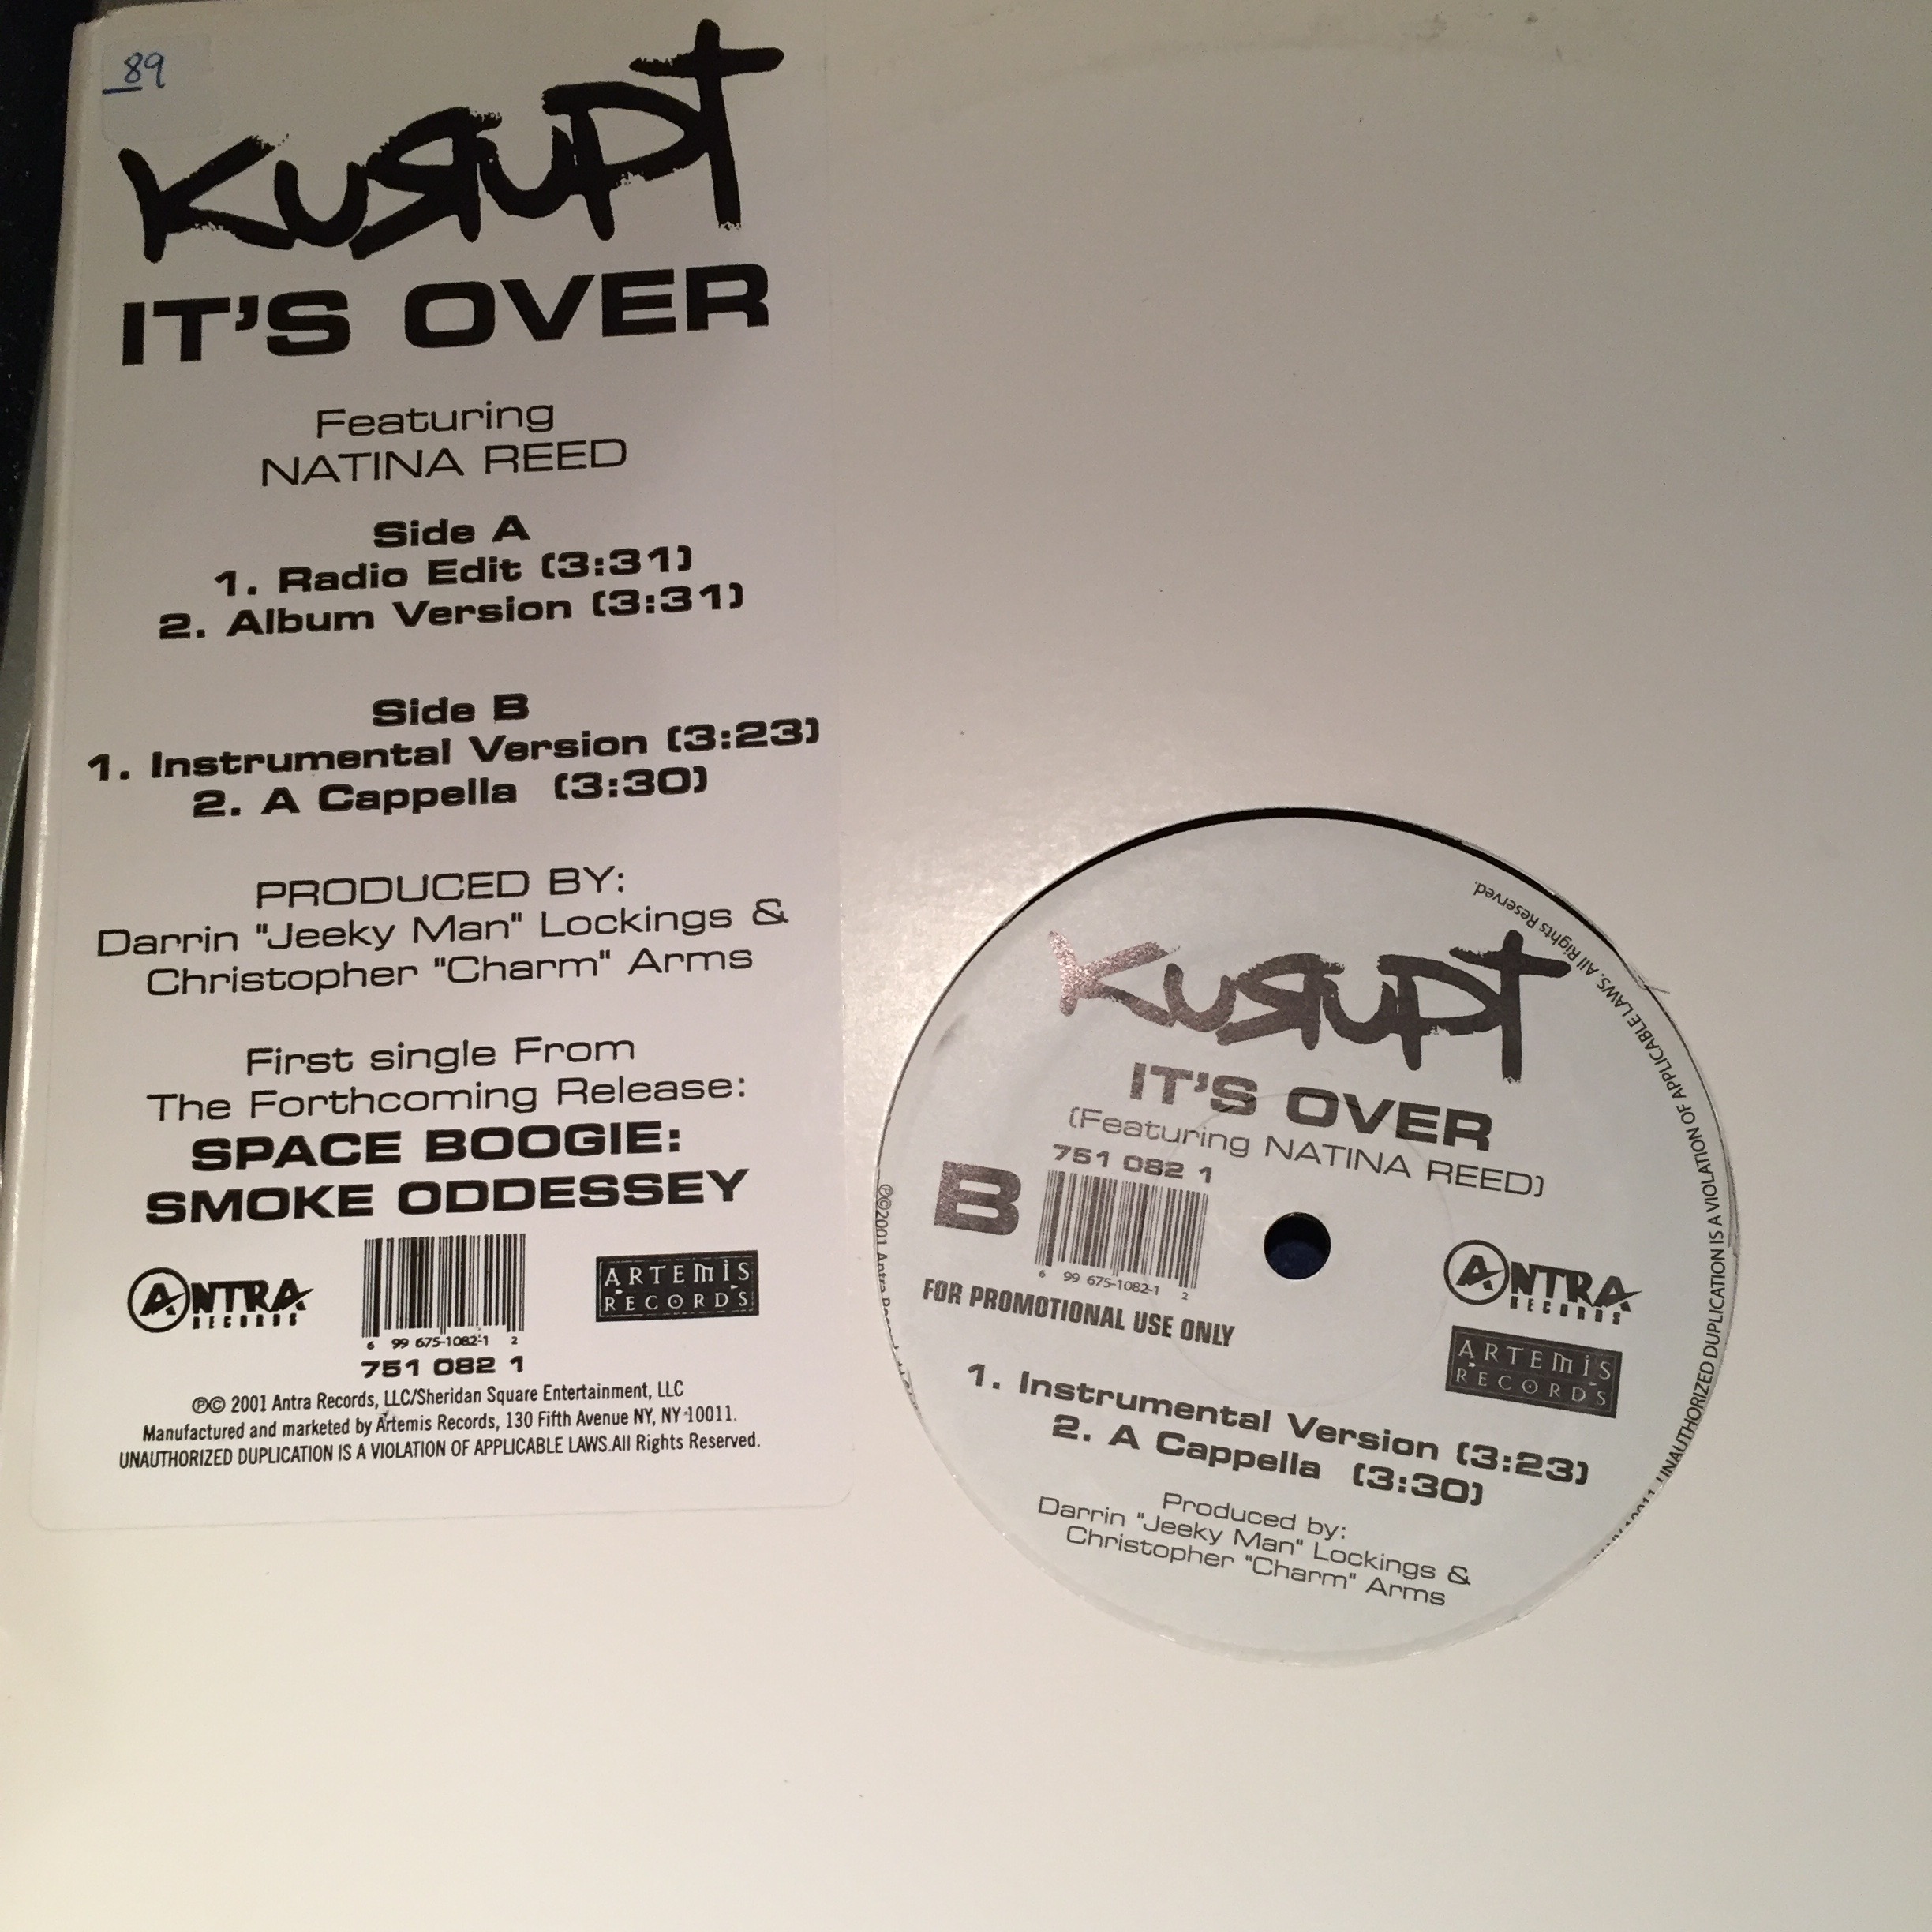 89
KURUPT
IT'S OVER
Featuring
NATINA REED
Side A
1. Radio Edit (3:31)
2. Album Version (3:31)
Side B
1. Instrumental Version (3:23)
2. A Cappella (3:30)
PRODUCED BY:
Darrin "Jeeky Man" Lockings &
Christopher "Charm" Arms
First single From
The Forthcoming Release:
SPACE BOOGIE:
SMOKE ODDESSEY
ANTRA
RECORDS
6 99 675-1082-1 2
751 082 1
ARTEMIS
RECORDS
℗© 2001 Antra Records, LLC/Sheridan Square Entertainment, LLC
Manufactured and marketed by Artemis Records, 130 Fifth Avenue NY, NY 10011.
UNAUTHORIZED DUPLICATION IS A VIOLATION OF APPLICABLE LAWS.All Rights Reserved.
KURUPT
IT'S OVER
(Featuring NATINA REED)
751 082 1
B
6 99 675-1082-1 2
FOR PROMOTIONAL USE ONLY
ANTRA
RECORDS
ARTEMIS
RECORDS
1. Instrumental Version (3:23)
2. A Cappella (3:30)
Produced by:
Darrin "Jeeky Man" Lockings &
Christopher "Charm" Arms
℗©2001 Antra
10011. UNAUTHORIZED DUPLICATION IS A VIOLATION OF APPLICABLE LAWS. All Rights Reserved.